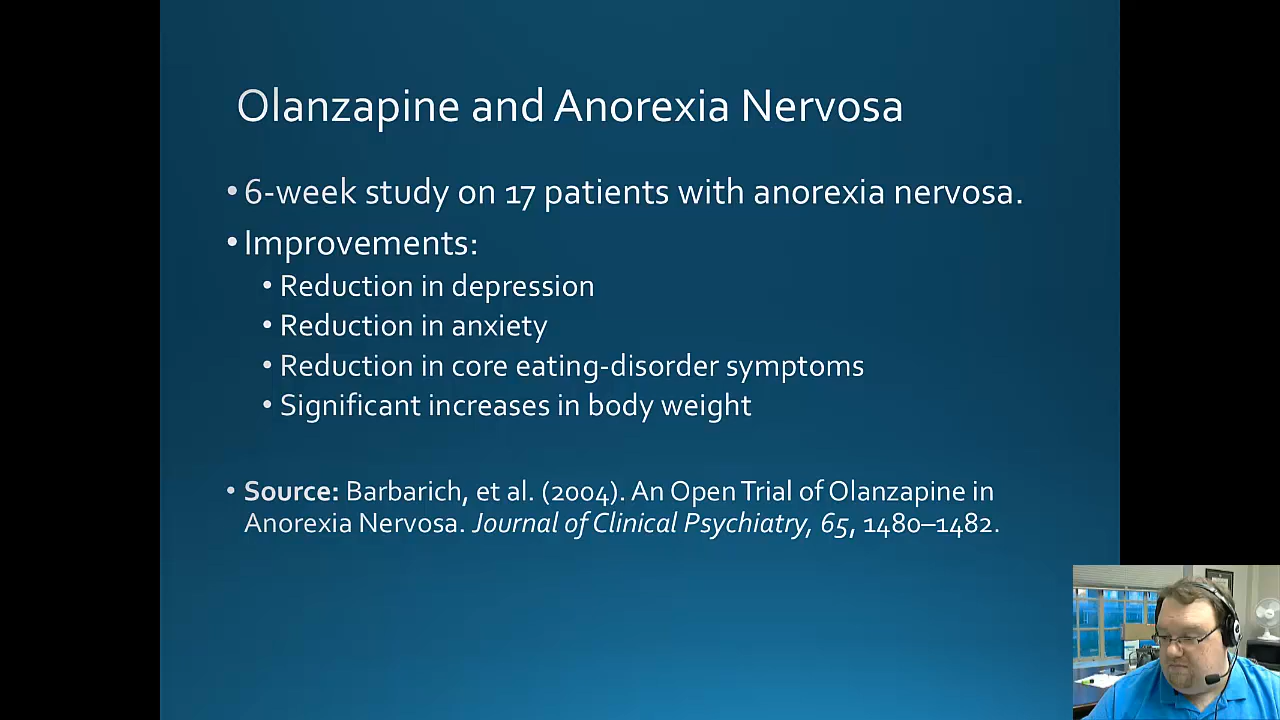 Olanzapine and Anorexia Nervosa
• 6-week study on 17 patients with anorexia nervosa.
• Improvements:
• Reduction in depression
• Reduction in anxiety
• Reduction in core eating-disorder symptoms
• Significant increases in body weight
• Source: Barbarich, et al. (2004). An Open Trial of Olanzapine in
Anorexia Nervosa. Journal of Clinical Psychiatry, 65, 1480–1482.